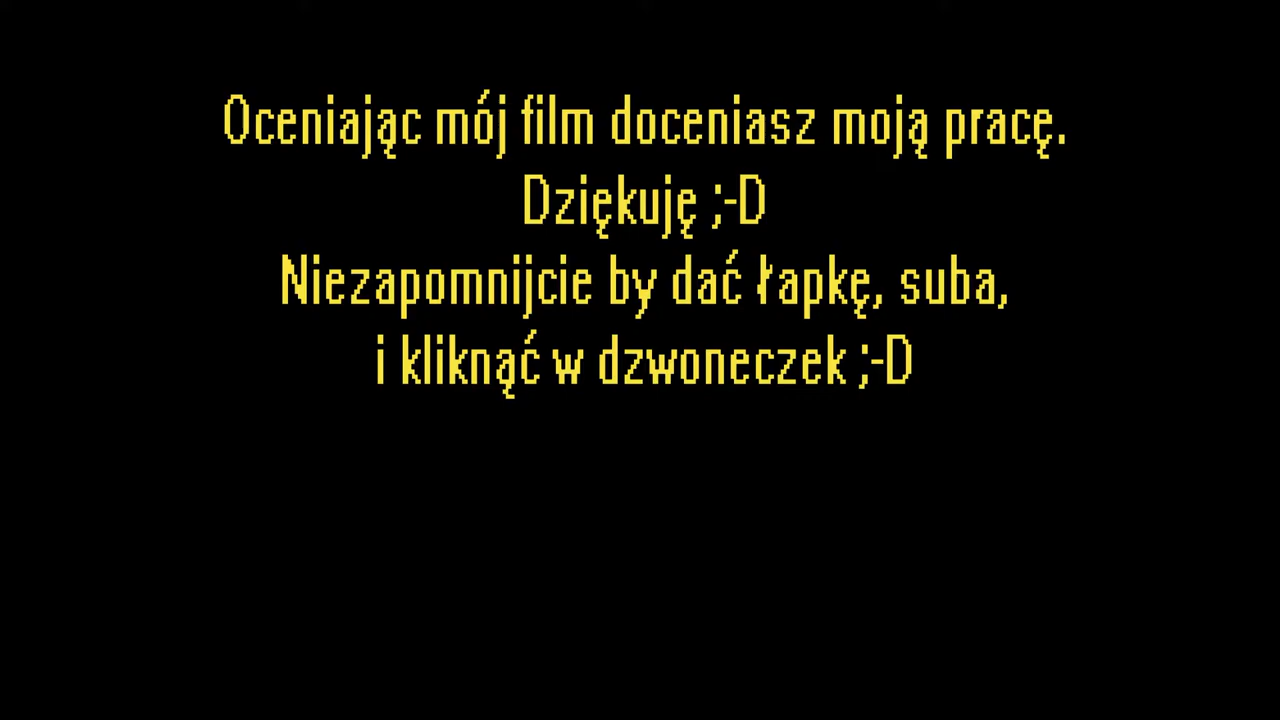 Oceniając mój film doceniasz moją pracę.
Dziękuję ;-D
Niezapomnijcie by dać łapkę, suba,
i kliknąć w dzwoneczek ;-D